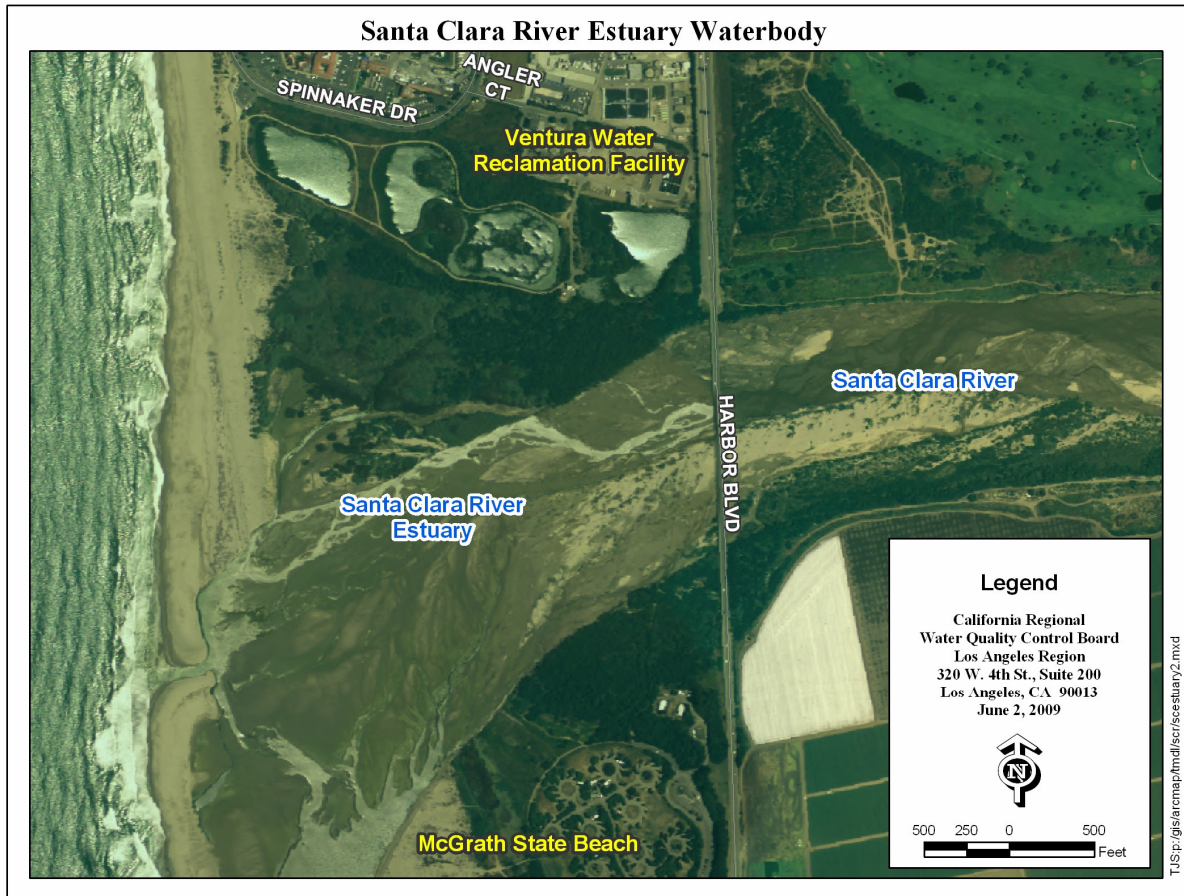 Santa Clara River Estuary Waterbody
ANGLER
CT
SPINNAKER DR
Ventura Water
Reclamation Facility
Santa Clara River
HARBOR BLVD
Santa Clara River
Estuary
McGrath State Beach
Legend
California Regional
Water Quality Control Board
Los Angeles Region
320 W. 4th St., Suite 200
Los Angeles, CA 90013
June 2, 2009
N
500 250 0 500
Feet
TJS:p:/gis/arcmap/tmdl/scr/scestuary2.mxd